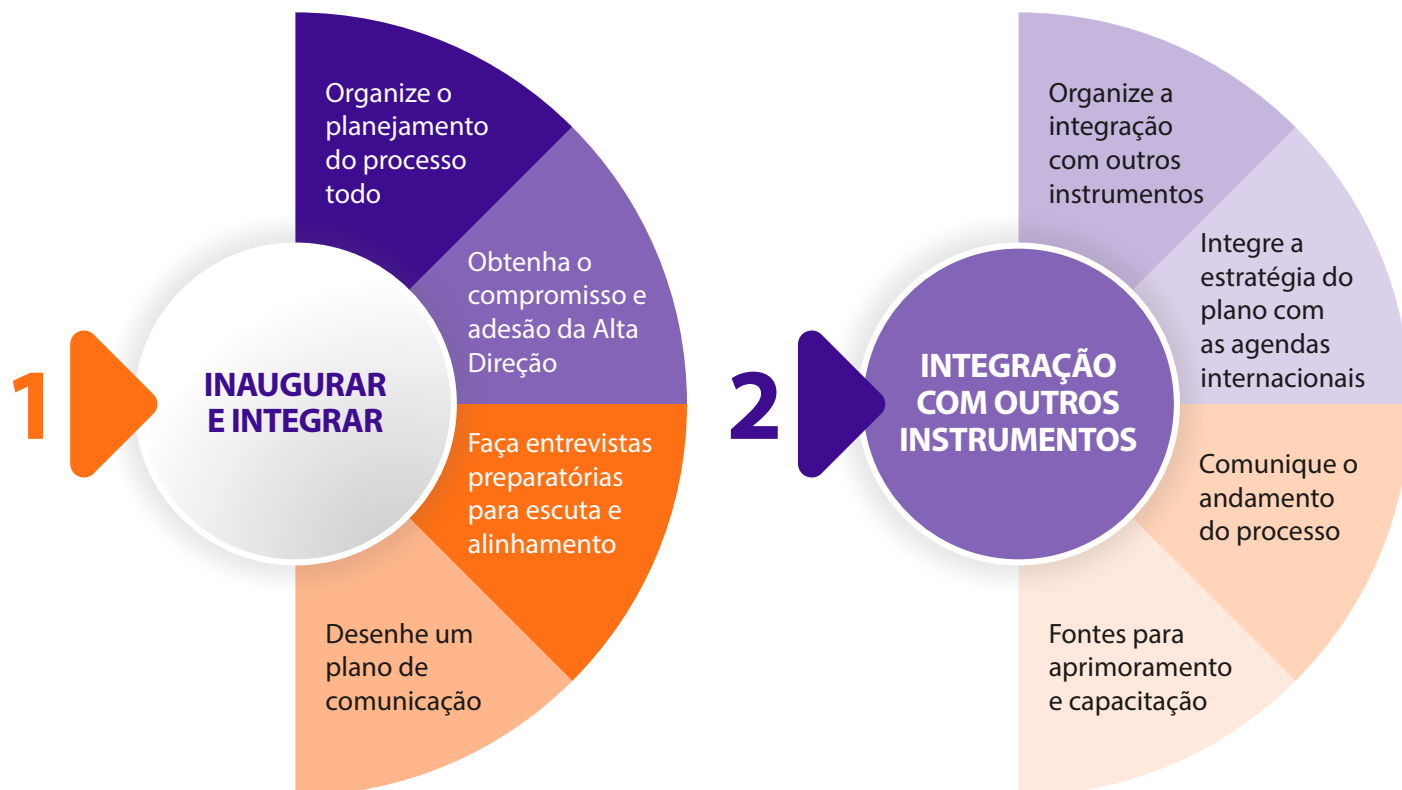 1
INAUGURAR
E INTEGRAR
Organize o
planejamento
do processo
todo
Obtenha o
compromisso e
adesão da Alta
Direção
Faça entrevistas
preparatórias
para escuta e
alinhamento
Desenhe um
plano de
comunicação
2
INTEGRAÇÃO
COM OUTROS
INSTRUMENTOS
Organize a
integração
com outros
instrumentos
Integre a
estratégia do
plano com
as agendas
internacionais
Comunique o
andamento
do processo
Fontes para
aprimoramento
e capacitação